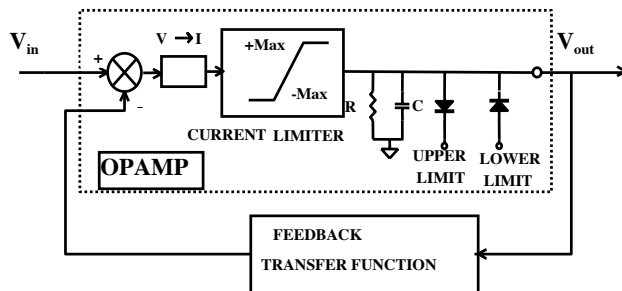 V → I
V_in
+
+Max
V_out
-Max
–
R
C
CURRENT LIMITER
UPPER
LIMIT
LOWER
LIMIT
OPAMP
FEEDBACK
TRANSFER FUNCTION